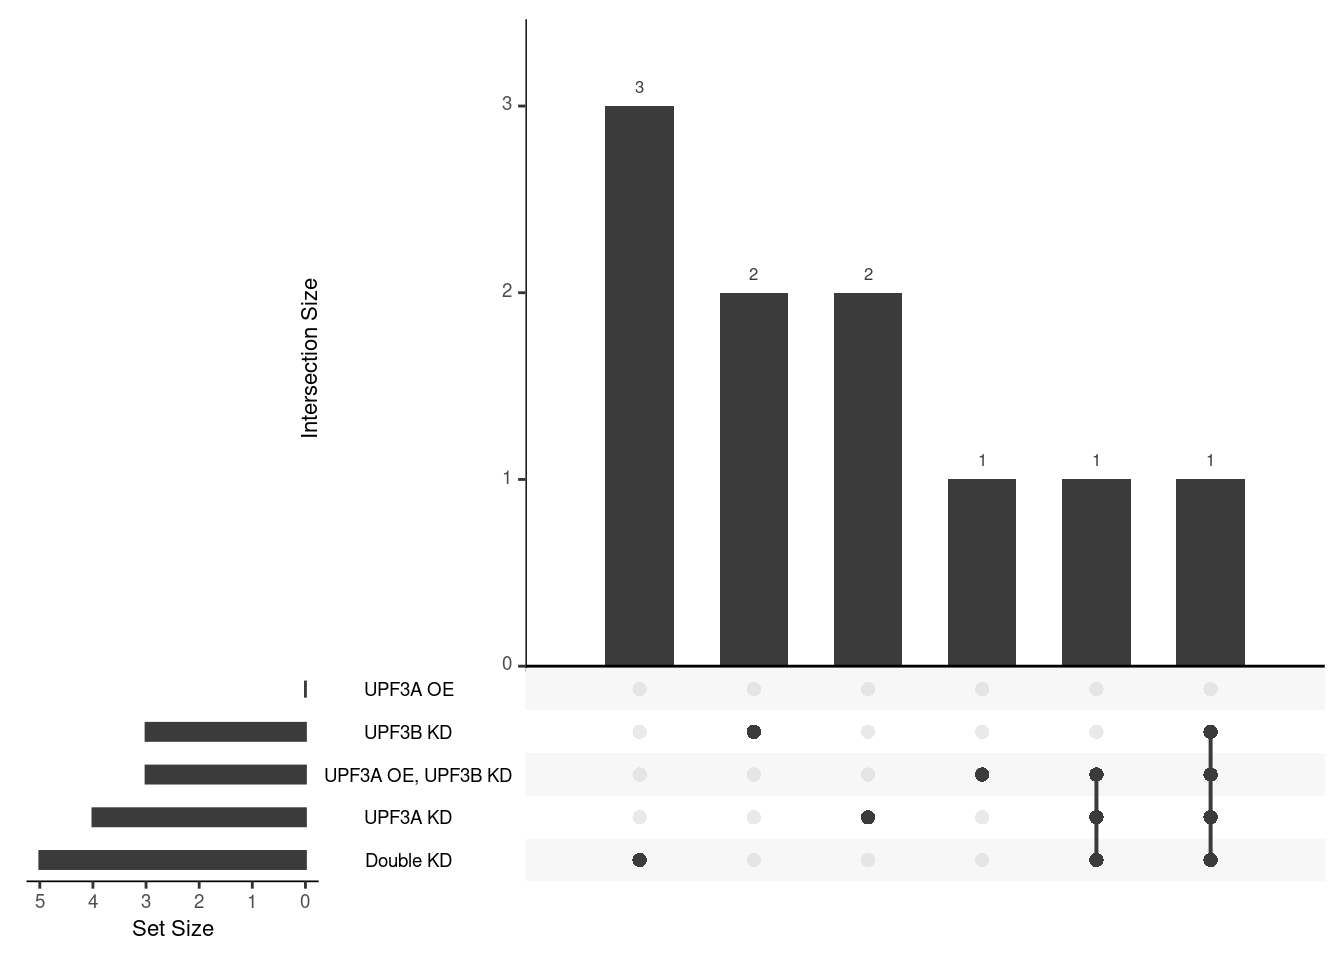 3
3
2
2
2
1
1
1
1
0
Intersection Size
UPF3A OE
UPF3B KD
UPF3A OE, UPF3B KD
UPF3A KD
Double KD
5 4 3 2 1 0
Set Size